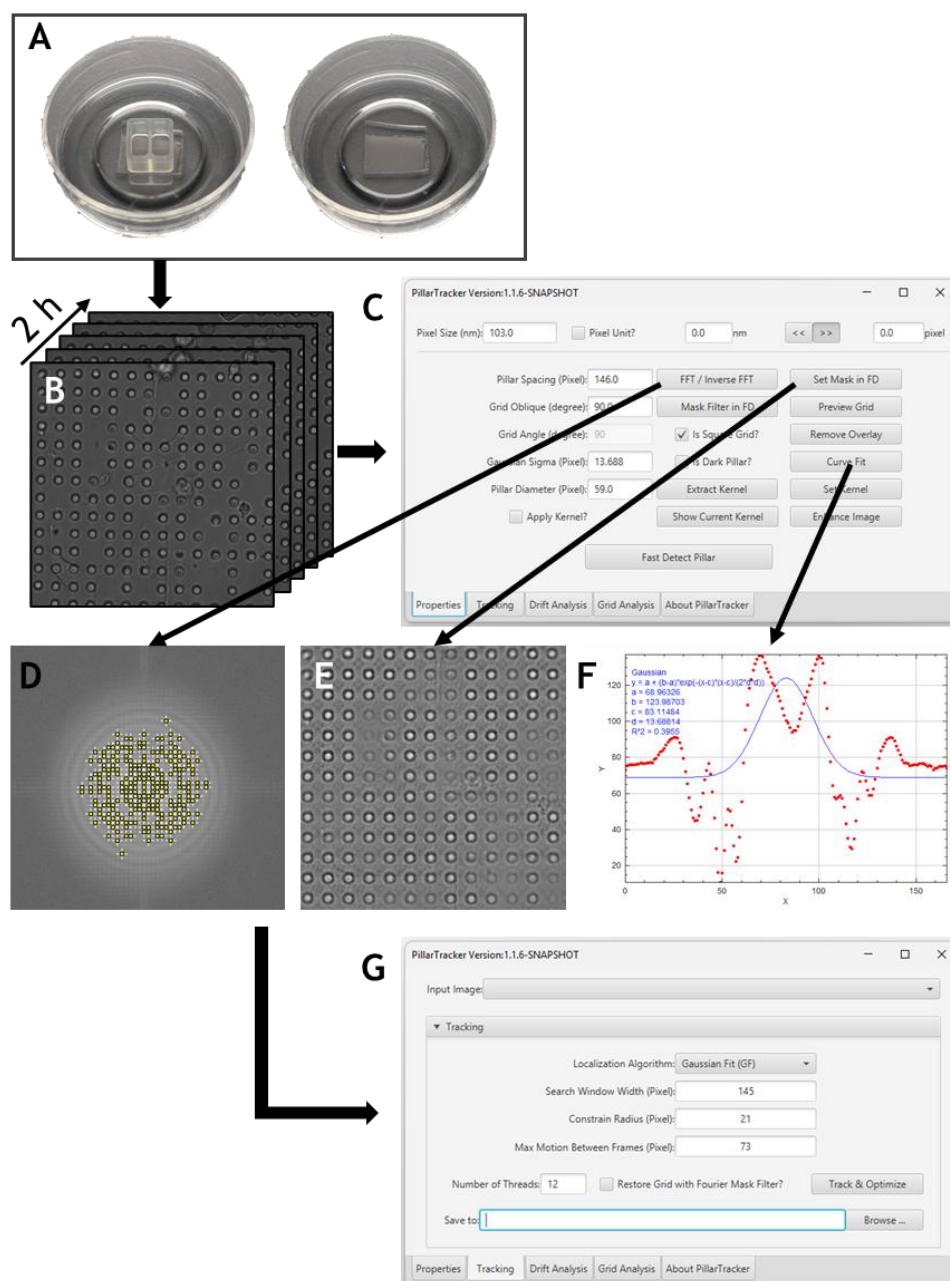 A
2 h
B
C
PillarTracker Version:1.1.6-SNAPSHOT
Pixel Size (nm): 103.0 Pixel Unit? 0.0 nm << >> 0.0 pixel
Pillar Spacing (Pixel): 146.0 FFT / Inverse FFT Set Mask in FD
Grid Oblique (degree): 90.0 Mask Filter in FD Preview Grid
Grid Angle (degree): 90 Is Square Grid? Remove Overlay
Gaussian Sigma (Pixel): 13.688 Is Dark Pillar? Curve Fit
Pillar Diameter (Pixel): 59.0 Extract Kernel Set Kernel
Apply Kernel? Show Current Kernel Enhance Image
Fast Detect Pillar
Properties Tracking Drift Analysis Grid Analysis About PillarTracker
D
E
F
Gaussian
y = a + (b-a)*exp(-(x-c)*(x-c)/(2*d*d))
a = 68.96326
b = 123.98703
c = 83.11484
d = 13.68814
R^2 = 0.3955
120
100
80
60
40
20
Y
0 50 100 150
X
G
PillarTracker Version:1.1.6-SNAPSHOT
Input Image:
▼ Tracking
Localization Algorithm: Gaussian Fit (GF)
Search Window Width (Pixel): 145
Constrain Radius (Pixel): 21
Max Motion Between Frames (Pixel): 73
Number of Threads: 12 Restore Grid with Fourier Mask Filter? Track & Optimize
Save to: Browse ...
Properties Tracking Drift Analysis Grid Analysis About PillarTracker